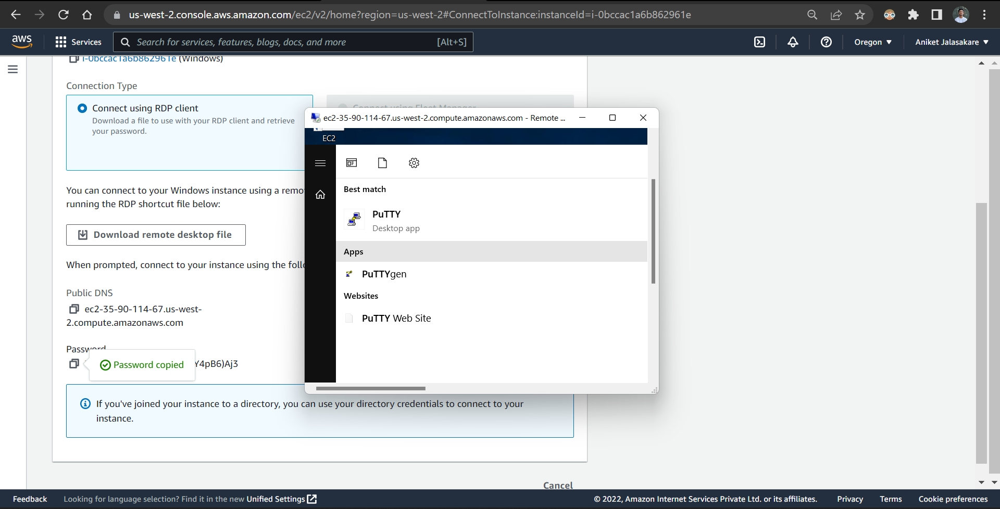 us-west-2.console.aws.amazon.com/ec2/v2/home?region=us-west-2#ConnectToInstance:instanceId=i-0bccac1a6b862961e
aws
Services
Search for services, features, blogs, docs, and more
[Alt+S]
Oregon
Aniket Jalasakare
i-0bccac1a6b862961e (Windows)
Connection Type
Connect using RDP client
Download a file to use with your RDP client and retrieve
your password.
Connect using Fleet Manager
You can connect to your Windows instance using a remo
running the RDP shortcut file below:
Download remote desktop file
When prompted, connect to your instance using the follo
Public DNS
ec2-35-90-114-67.us-west-
2.compute.amazonaws.com
Password
Password copied
Y4pB6)Aj3
If you've joined your instance to a directory, you can use your directory credentials to connect to your
instance.
Cancel
ec2-35-90-114-67.us-west-2.compute.amazonaws.com - Remote ...
EC2
Best match
PuTTY
Desktop app
Apps
PuTTYgen
Websites
PuTTY Web Site
Feedback
Looking for language selection? Find it in the new Unified Settings
© 2022, Amazon Internet Services Private Ltd. or its affiliates.
Privacy
Terms
Cookie preferences